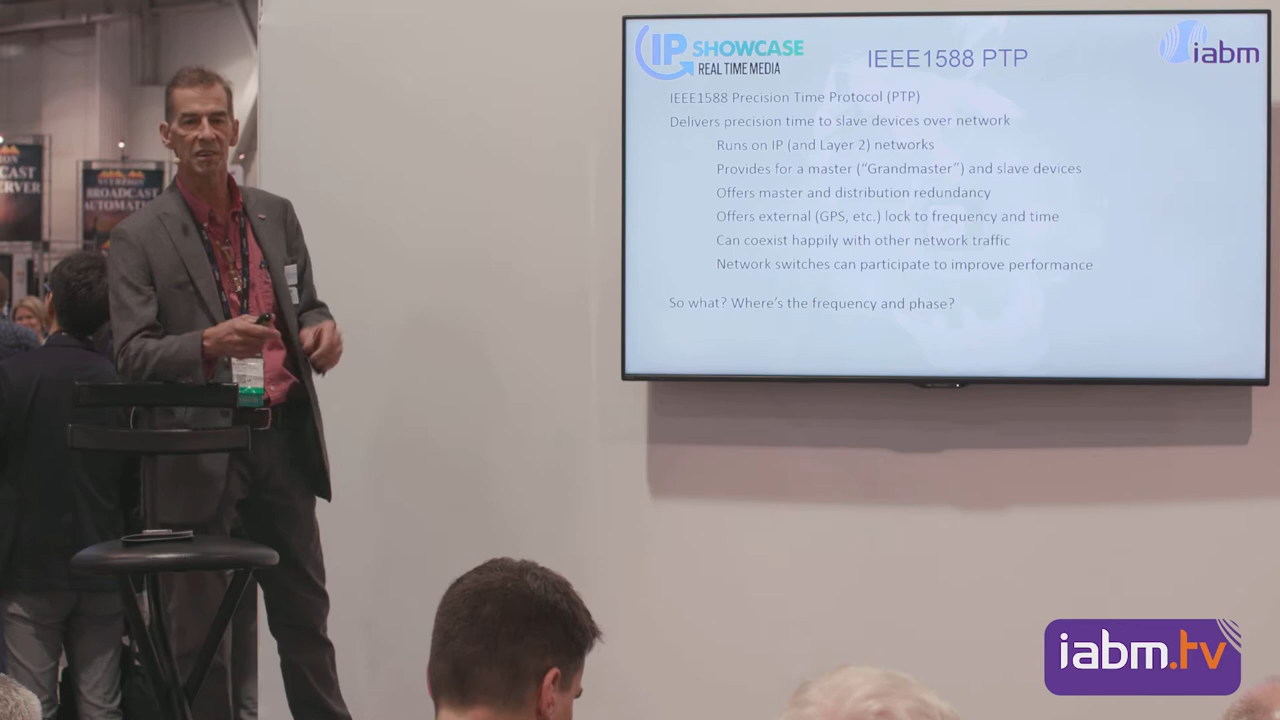 IP SHOWCASE
REAL TIME MEDIA
IEEE1588 PTP
iabm
IEEE1588 Precision Time Protocol (PTP)
Delivers precision time to slave devices over network
Runs on IP (and Layer 2) networks
Provides for a master (“Grandmaster”) and slave devices
Offers master and distribution redundancy
Offers external (GPS, etc.) lock to frequency and time
Can coexist happily with other network traffic
Network switches can participate to improve performance
So what? Where’s the frequency and phase?
BROADCAST
iabm.tv